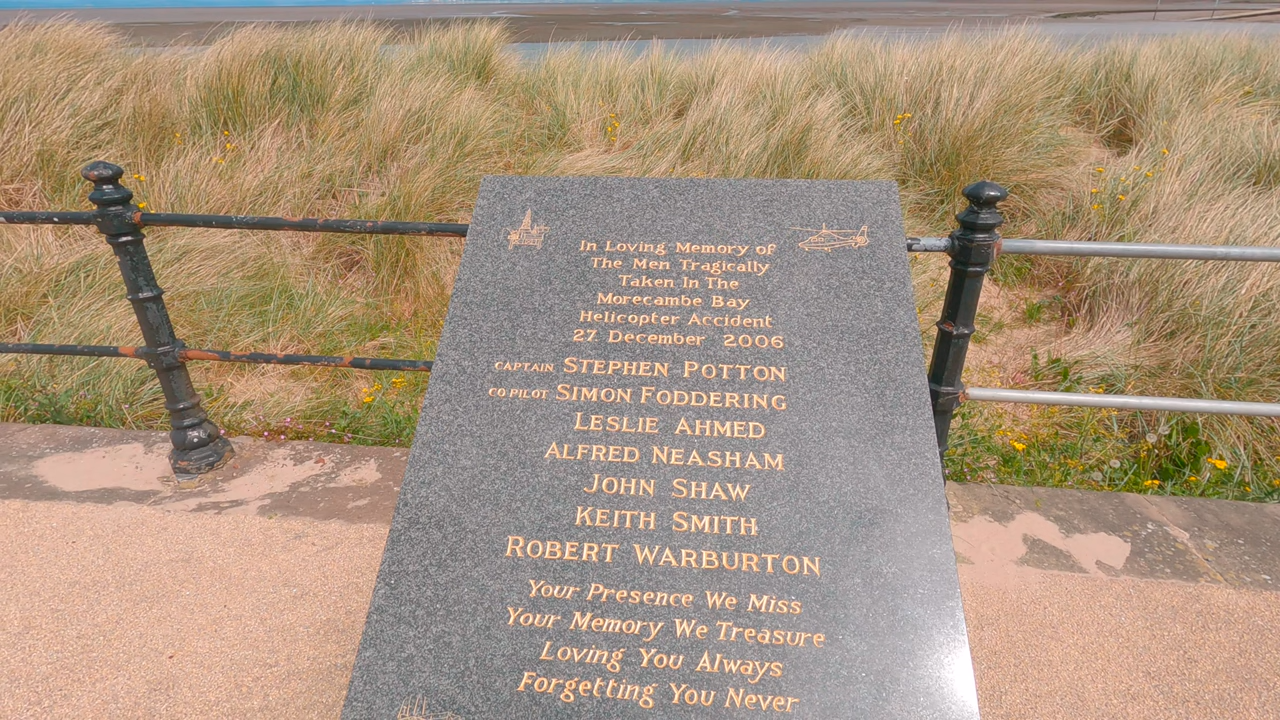 In Loving Memory of
The Men Tragically
Taken In The
Morecambe Bay
Helicopter Accident
27 December 2006
CAPTAIN STEPHEN POTTON
CO PILOT SIMON FODDERING
LESLIE AHMED
ALFRED NEASHAM
JOHN SHAW
KEITH SMITH
ROBERT WARBURTON
Your Presence We Miss
Your Memory We Treasure
Loving You Always
Forgetting You Never